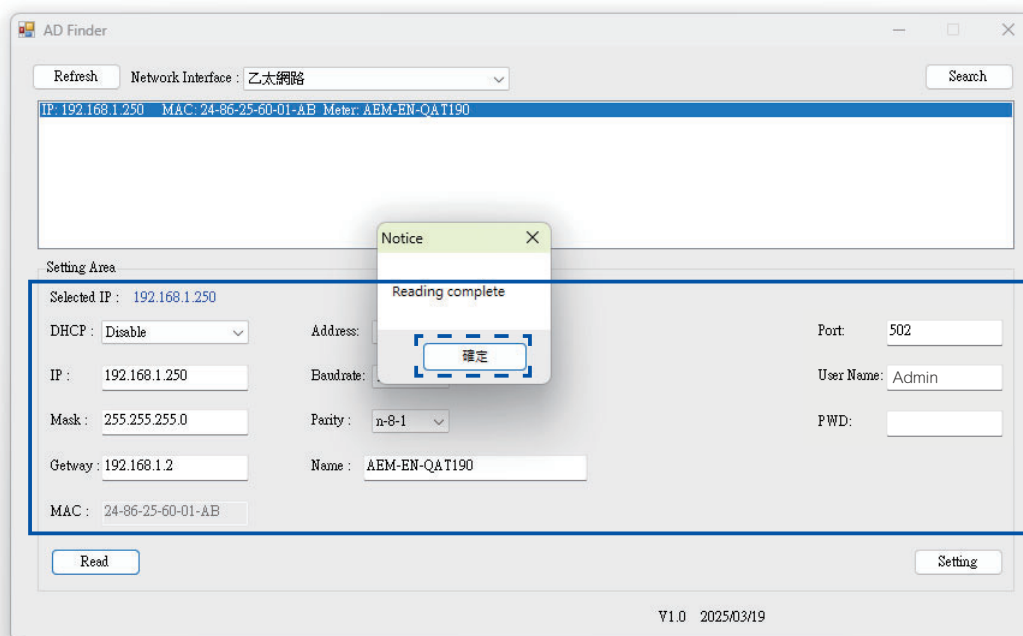 AD Finder
Refresh Network Interface : 乙太網路 Search
IP: 192.168.1.250 MAC: 24-86-25-60-01-AB Meter: AEM-EN-QAT190
Notice
Reading complete
確定
Setting Area
Selected IP : 192.168.1.250
DHCP : Disable Address: Port: 502
IP : 192.168.1.250 Baudrate: User Name: Admin
Mask : 255.255.255.0 Parity : n-8-1 PWD:
Getway : 192.168.1.2 Name : AEM-EN-QAT190
MAC : 24-86-25-60-01-AB
Read Setting
V1.0 2025/03/19